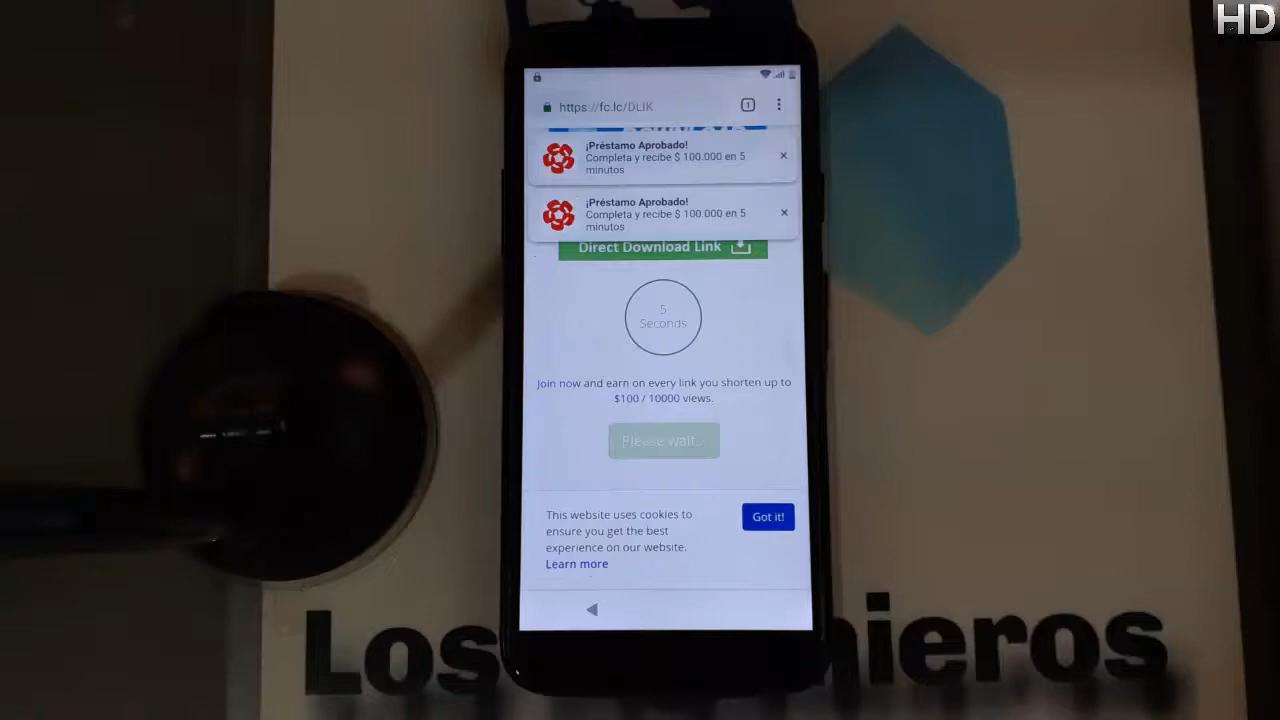 HD
https://fc.lc/DLIK
1
¡Préstamo Aprobado!
Completa y recibe $ 100.000 en 5
minutos
¡Préstamo Aprobado!
Completa y recibe $ 100.000 en 5
minutos
Direct Download Link
5
Seconds
Join now and earn on every link you shorten up to
$100 / 10000 views.
Please wait...
This website uses cookies to
ensure you get the best
experience on our website.
Learn more
Got it!
Los